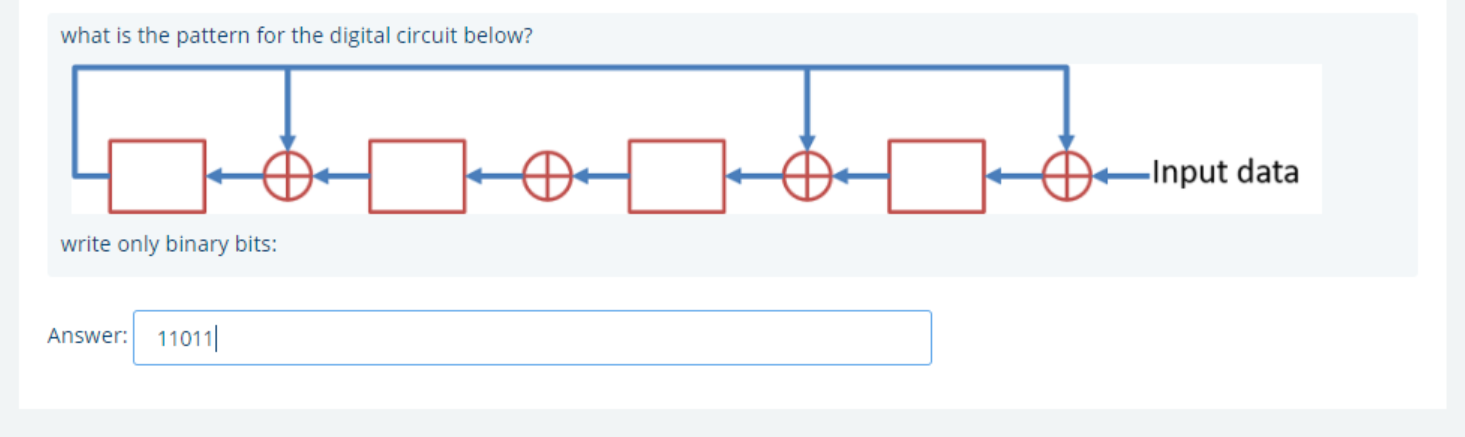 what is the pattern for the digital circuit below?
Input data
write only binary bits:
Answer: 11011